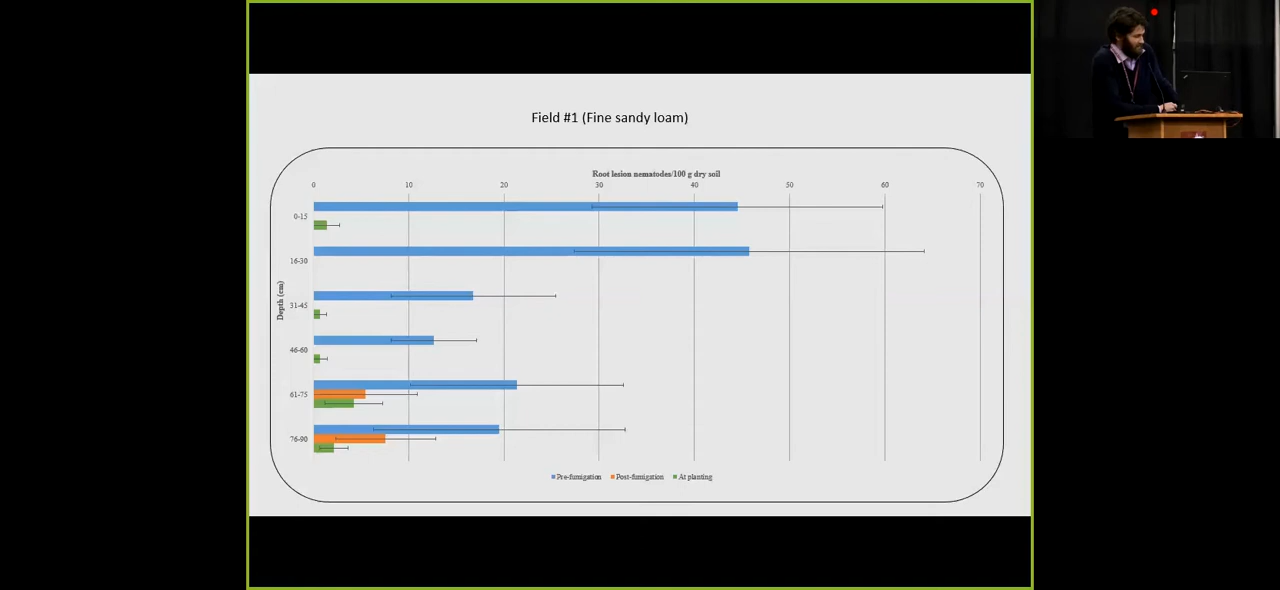 Field #1 (Fine sandy loam)
Root lesion nematodes/100 g dry soil
0 10 20 30 40 50 60 70
0-15
16-30
31-45
46-60
61-75
76-90
Depth (cm)
Pre-fumigation Post-fumigation At planting